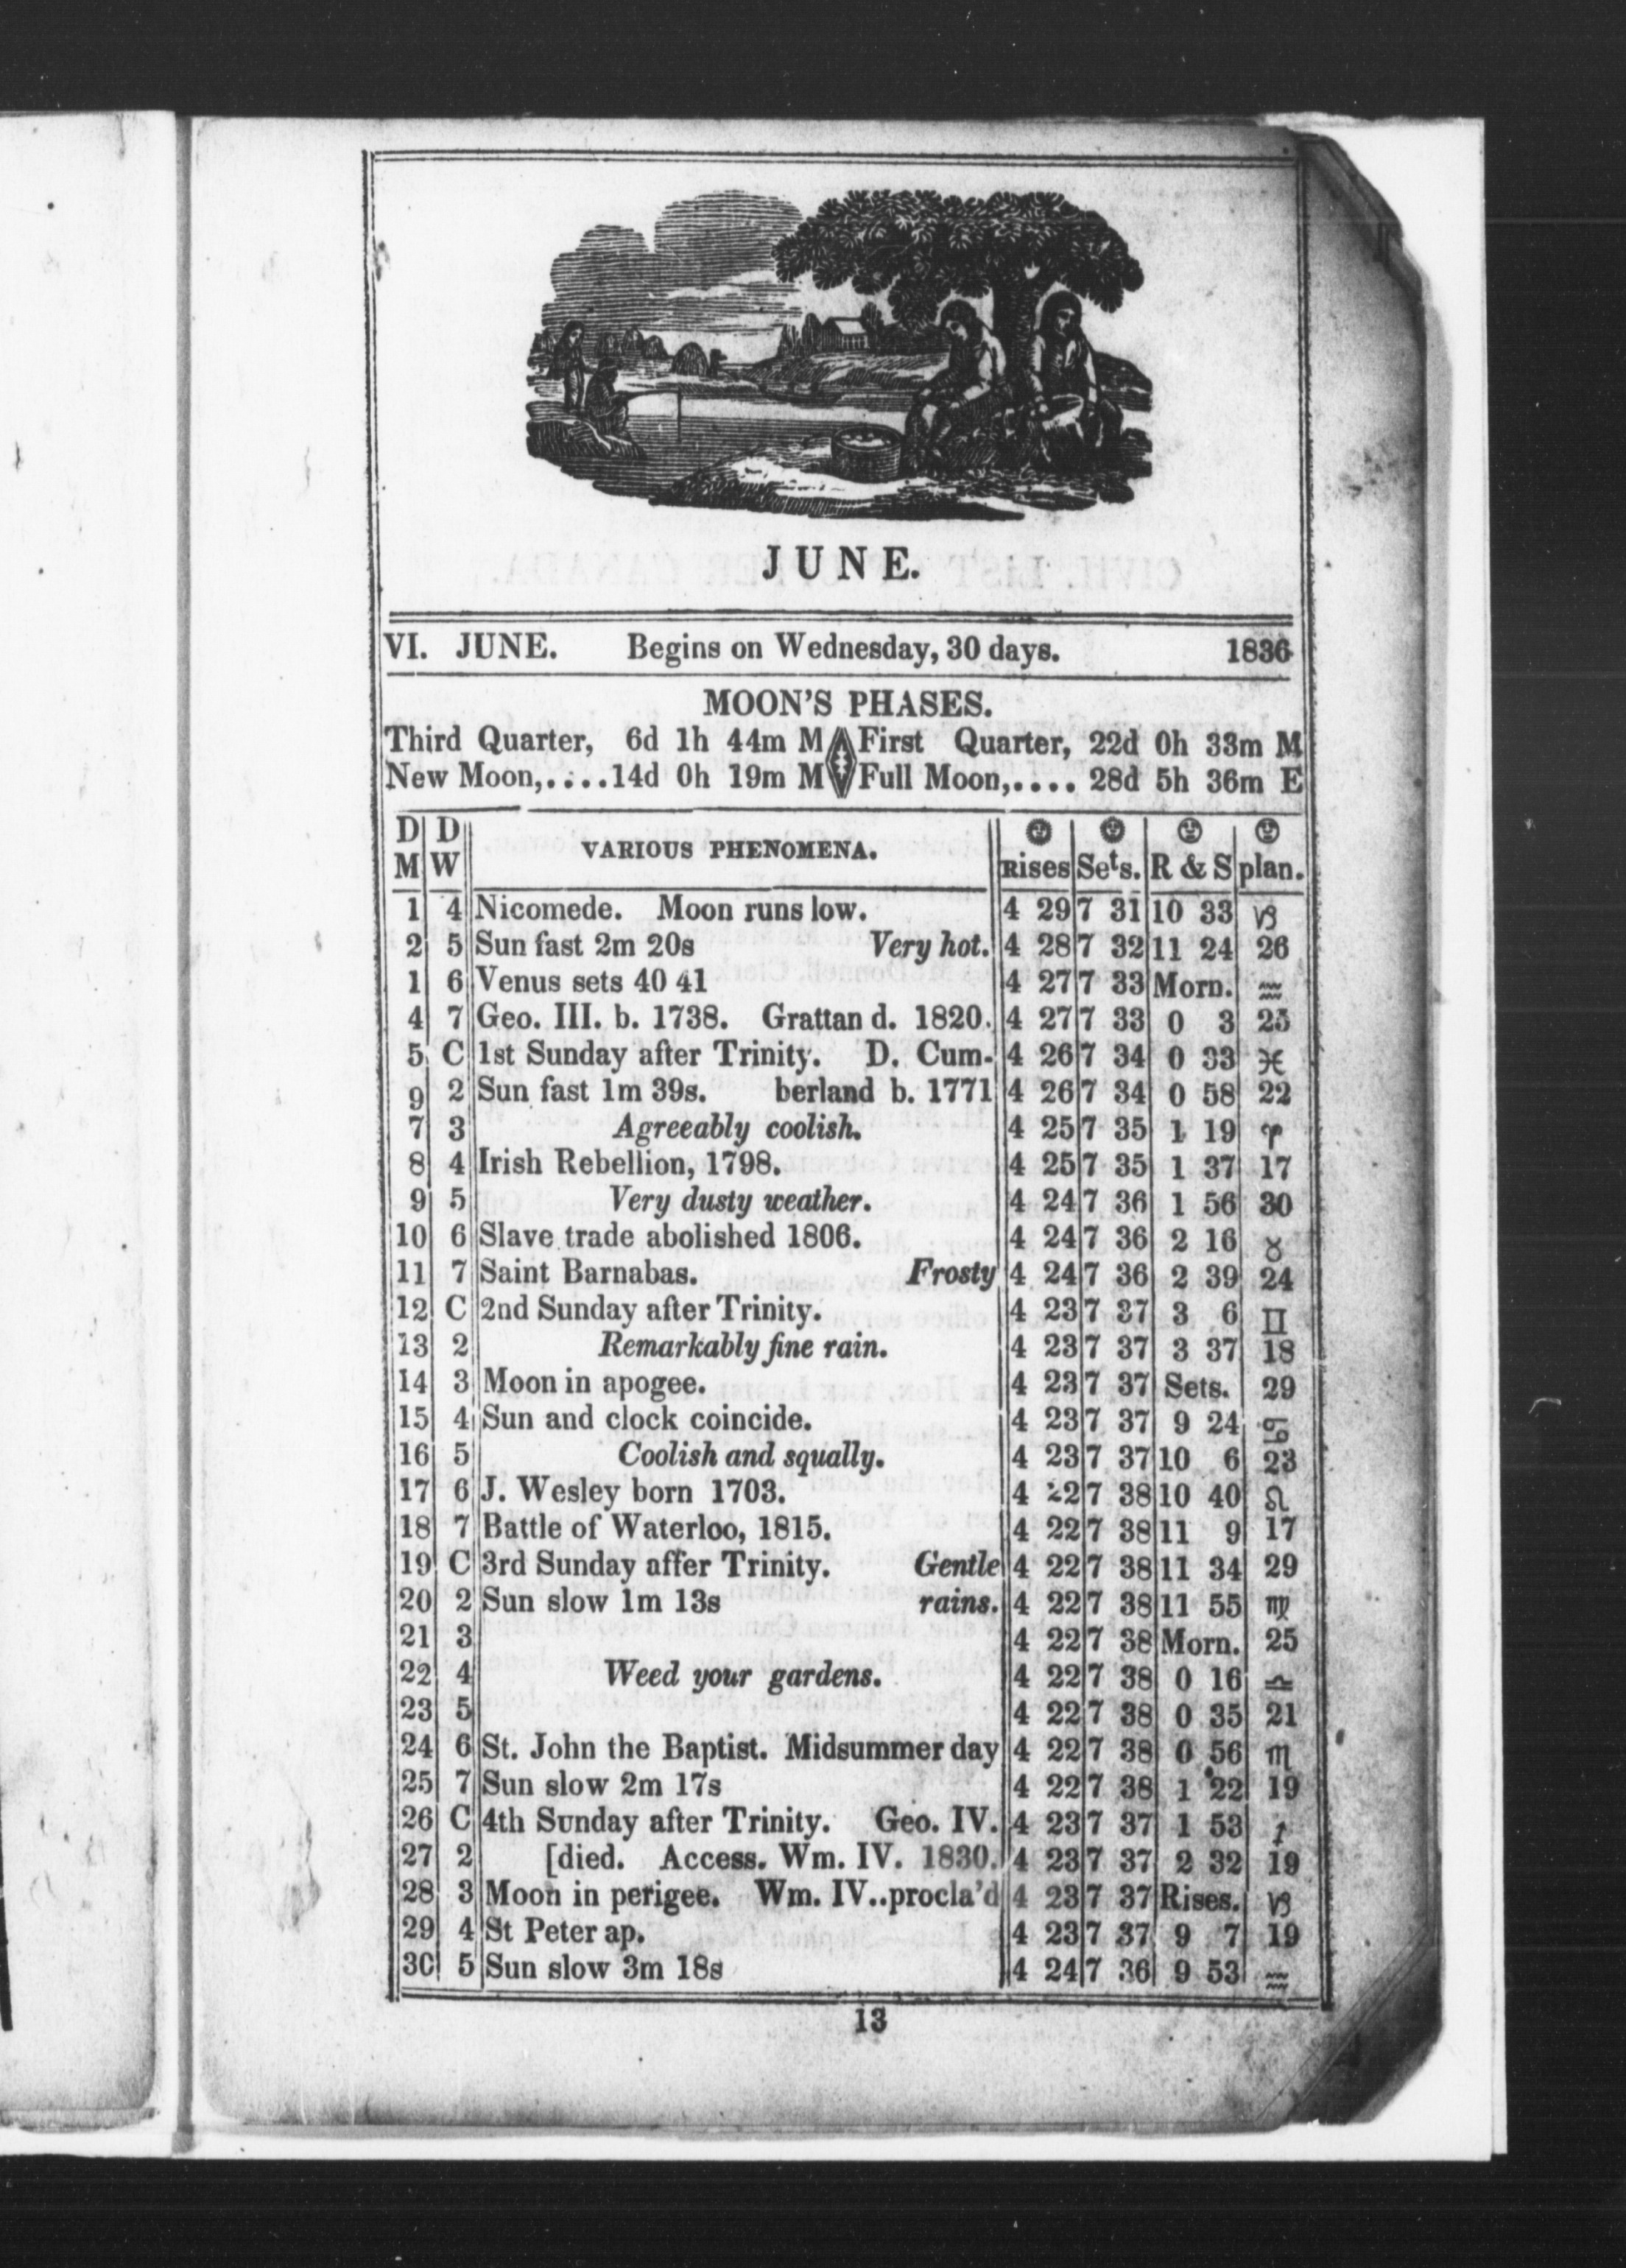 JUNE.
VI. JUNE. Begins on Wednesday, 30 days. 1836
MOON'S PHASES.
Third Quarter, 6d 1h 44m M First Quarter, 22d 0h 33m M
New Moon,....14d 0h 19m M Full Moon,.... 28d 5h 36m E
D M D W VARIOUS PHENOMENA. Rises Sets. R & S plan.
1 4 Nicomede. Moon runs low. 4 29 7 31 10 33 ♑
2 5 Sun fast 2m 20s Very hot. 4 28 7 32 11 24 26
1 6 Venus sets 40 41 4 27 7 33 Morn. ♒
4 7 Geo. III. b. 1738. Grattan d. 1820. 4 27 7 33 0 3 25
5 C 1st Sunday after Trinity. D. Cum- 4 26 7 34 0 33 ♓
9 2 Sun fast 1m 39s. berland b. 1771 4 26 7 34 0 58 22
7 3 Agreeably coolish. 4 25 7 35 1 19 ♈
8 4 Irish Rebellion, 1798. 4 25 7 35 1 37 17
9 5 Very dusty weather. 4 24 7 36 1 56 30
10 6 Slave trade abolished 1806. 4 24 7 36 2 16 ♉
11 7 Saint Barnabas. Frosty 4 24 7 36 2 39 24
12 C 2nd Sunday after Trinity. 4 23 7 37 3 6 ♊
13 2 Remarkably fine rain. 4 23 7 37 3 37 18
14 3 Moon in apogee. 4 23 7 37 Sets. 29
15 4 Sun and clock coincide. 4 23 7 37 9 24 ♋
16 5 Coolish and squally. 4 23 7 37 10 6 23
17 6 J. Wesley born 1703. 4 22 7 38 10 40 ♌
18 7 Battle of Waterloo, 1815. 4 22 7 38 11 9 17
19 C 3rd Sunday affer Trinity. Gentle 4 22 7 38 11 34 29
20 2 Sun slow 1m 13s rains. 4 22 7 38 11 55 ♍
21 3 4 22 7 38 Morn. 25
22 4 Weed your gardens. 4 22 7 38 0 16 ♎
23 5 4 22 7 38 0 35 21
24 6 St. John the Baptist. Midsummer day 4 22 7 38 0 56 ♏
25 7 Sun slow 2m 17s 4 22 7 38 1 22 19
26 C 4th Sunday after Trinity. Geo. IV. 4 23 7 37 1 53 ♐
27 2 [died. Access. Wm. IV. 1830. 4 23 7 37 2 32 19
28 3 Moon in perigee. Wm. IV..procla'd 4 23 7 37 Rises. ♑
29 4 St Peter ap. 4 23 7 37 9 7 19
30 5 Sun slow 3m 18s 4 24 7 36 9 53 ♒
13